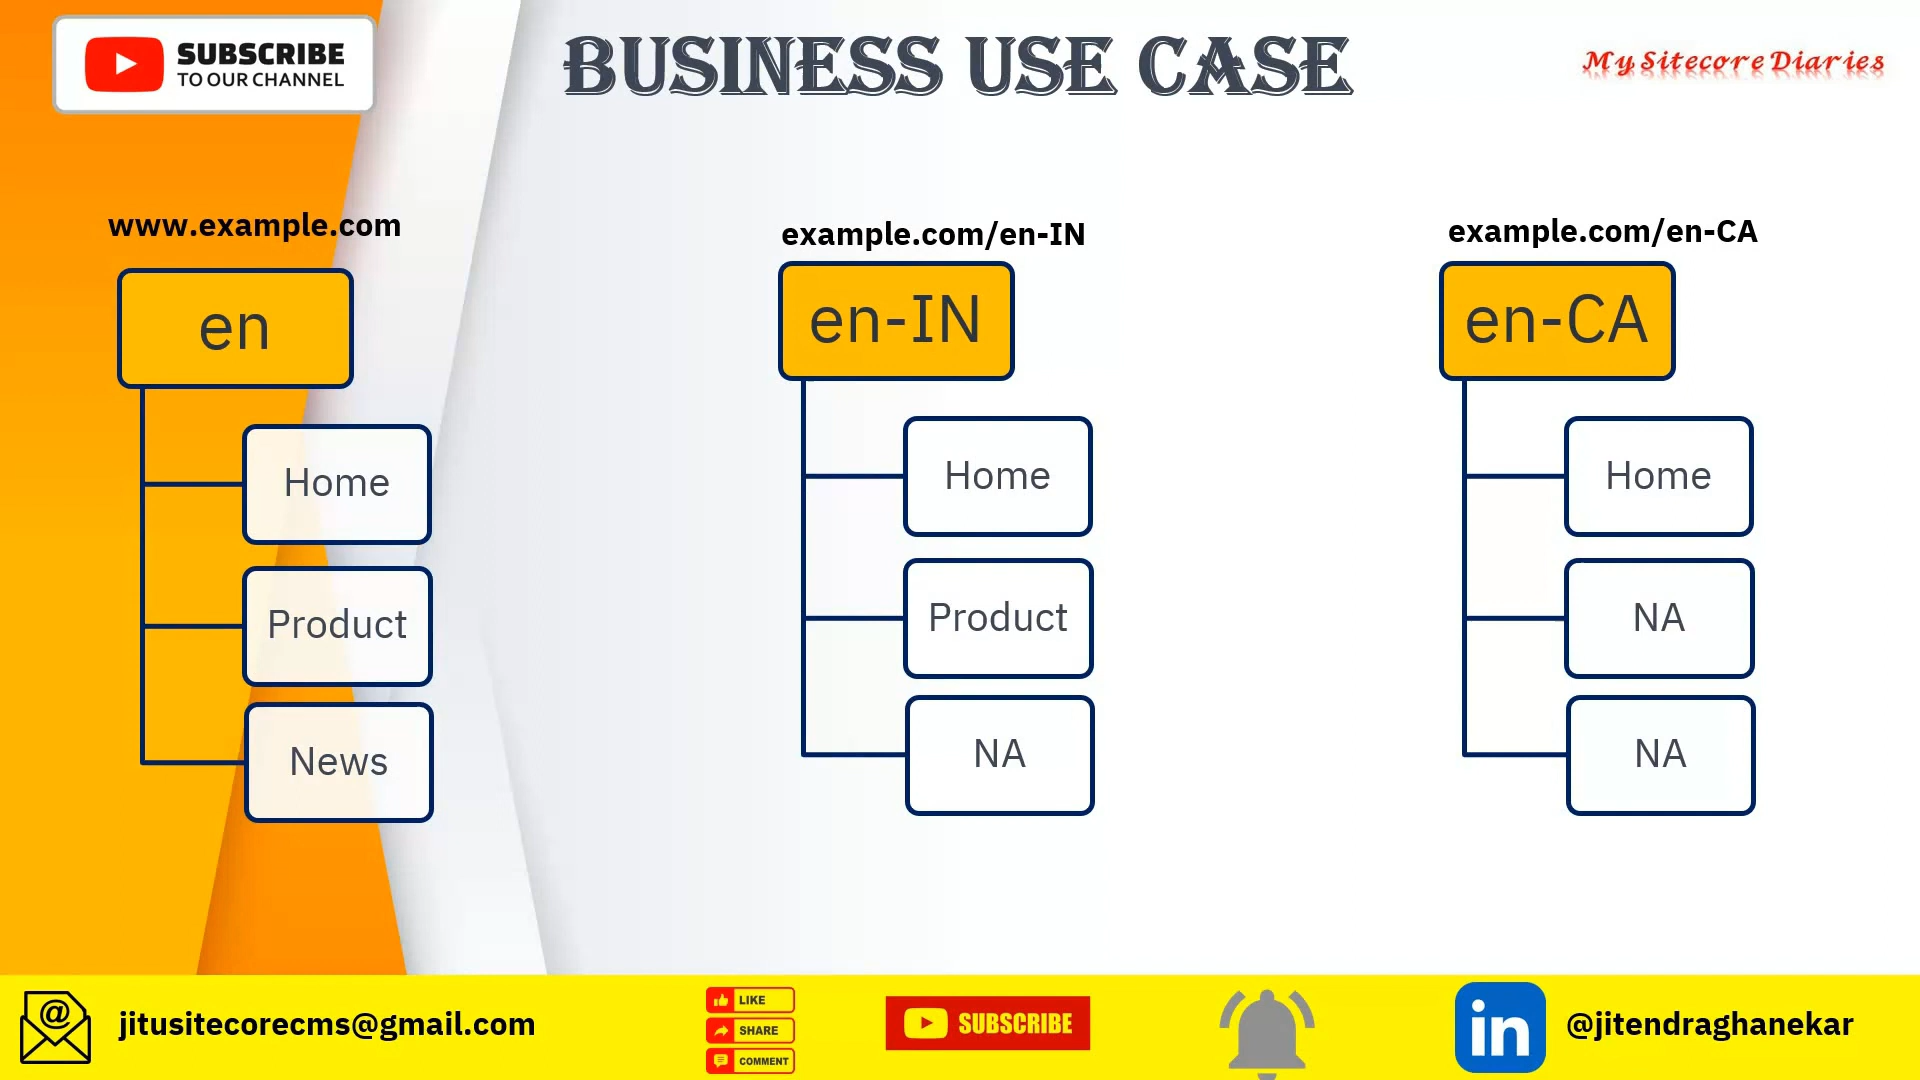 SUBSCRIBE
TO OUR CHANNEL
BUSINESS USE CASE
My Sitecore Diaries
www.example.com
en
Home
Product
News
example.com/en-IN
en-IN
Home
Product
NA
example.com/en-CA
en-CA
Home
NA
NA
@
jitusitecorecms@gmail.com
LIKE
SHARE
COMMENT
SUBSCRIBE
in
@jitendraghanekar